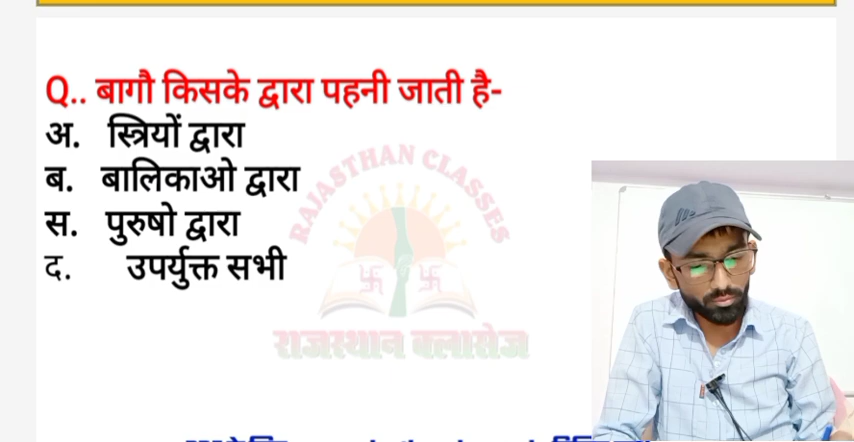 Q.. बागौ किसके द्वारा पहनी जाती है-
अ. स्त्रियों द्वारा
ब. बालिकाओ द्वारा
स. पुरुषो द्वारा
द. उपर्युक्त सभी
RAJASTHAN CLASSES
राजस्थान क्लासेज